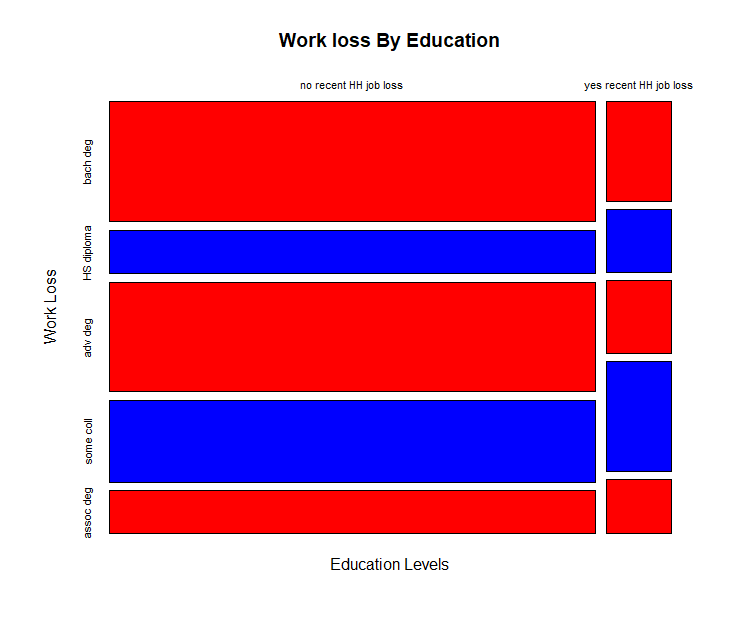 Work loss By Education
no recent HH job loss
yes recent HH job loss
bach deg
HS diploma
adv deg
some coll
assoc deg
Work Loss
Education Levels